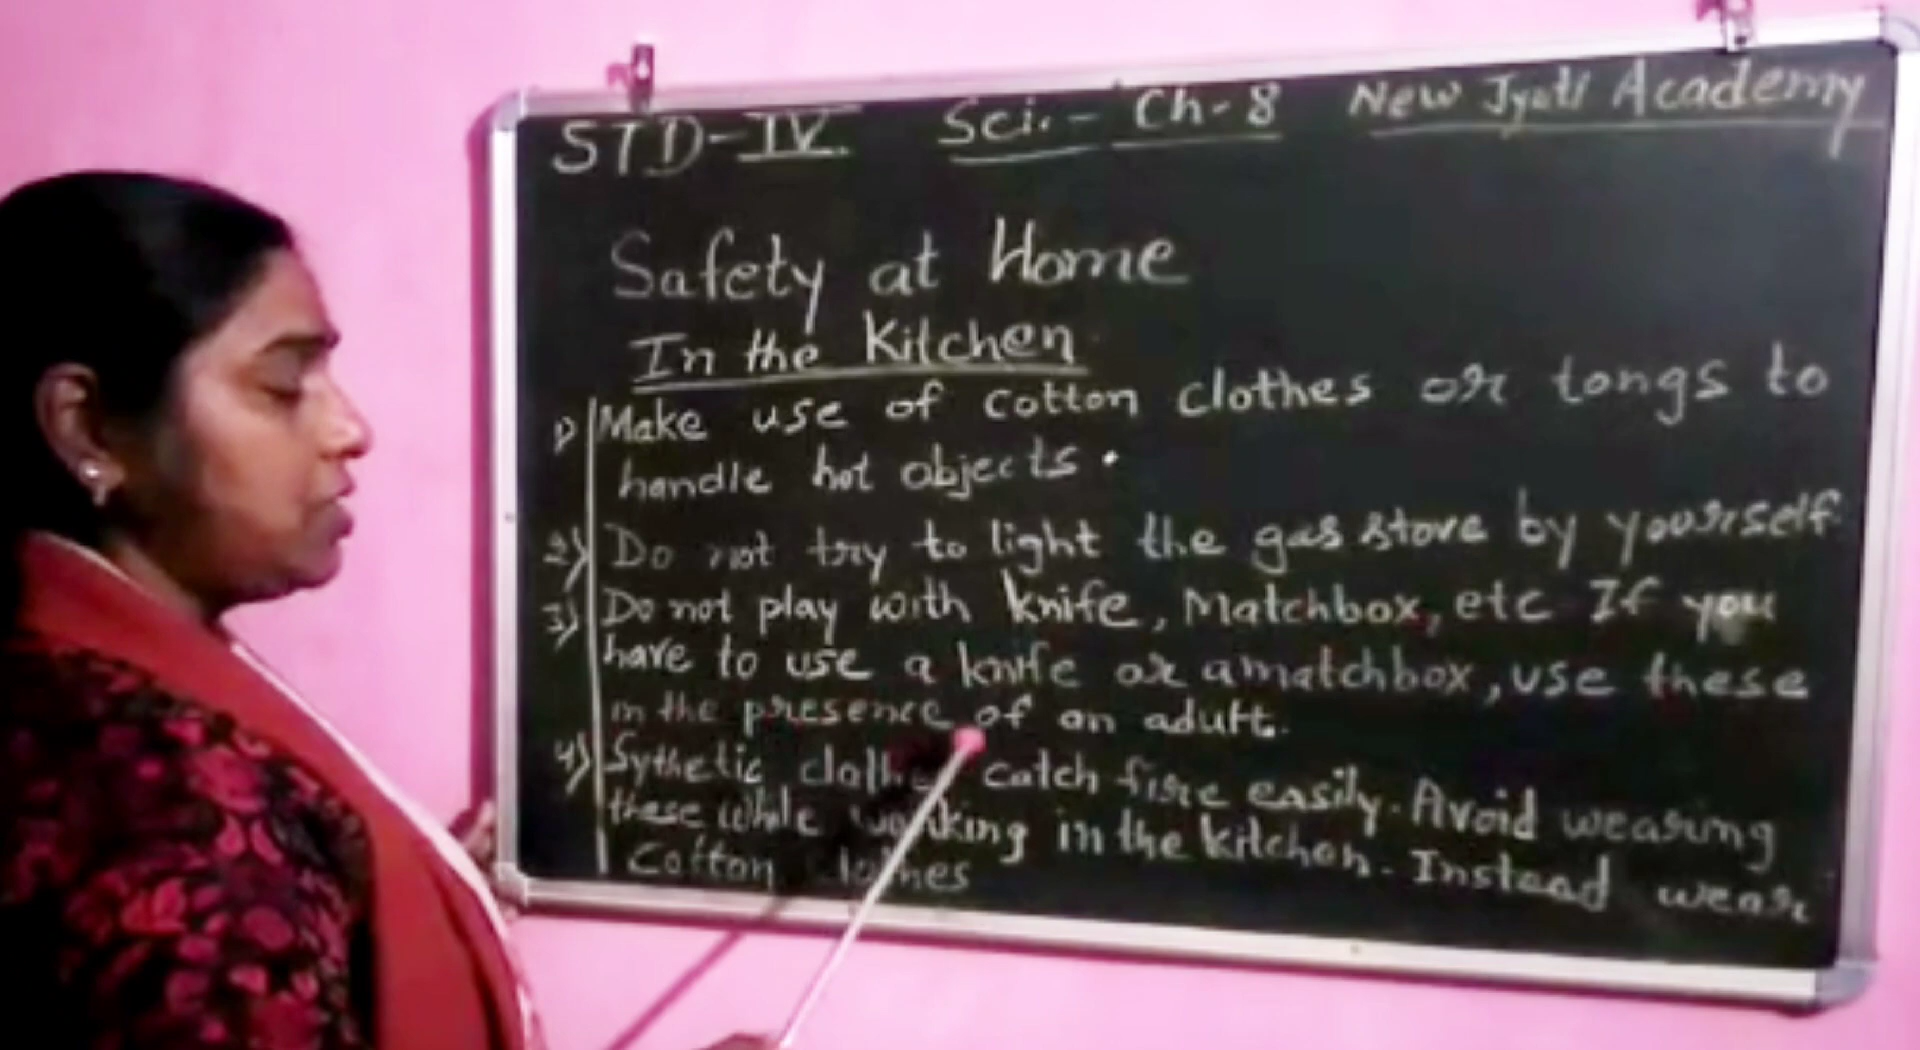 STD-IV. Sci.- Ch-8 New Jyoti Academy
Safety at Home
In the Kitchen
1) Make use of cotton clothes or tongs to
handle hot objects.
2) Do not try to light the gas stove by yourself.
3) Do not play with knife, Matchbox, etc If you
have to use a knife or a matchbox, use these
in the presence of an adult.
4) Sythetic clothes catch fire easily. Avoid wearing
these while working in the kitchen. Instead wear
Cotton clothes